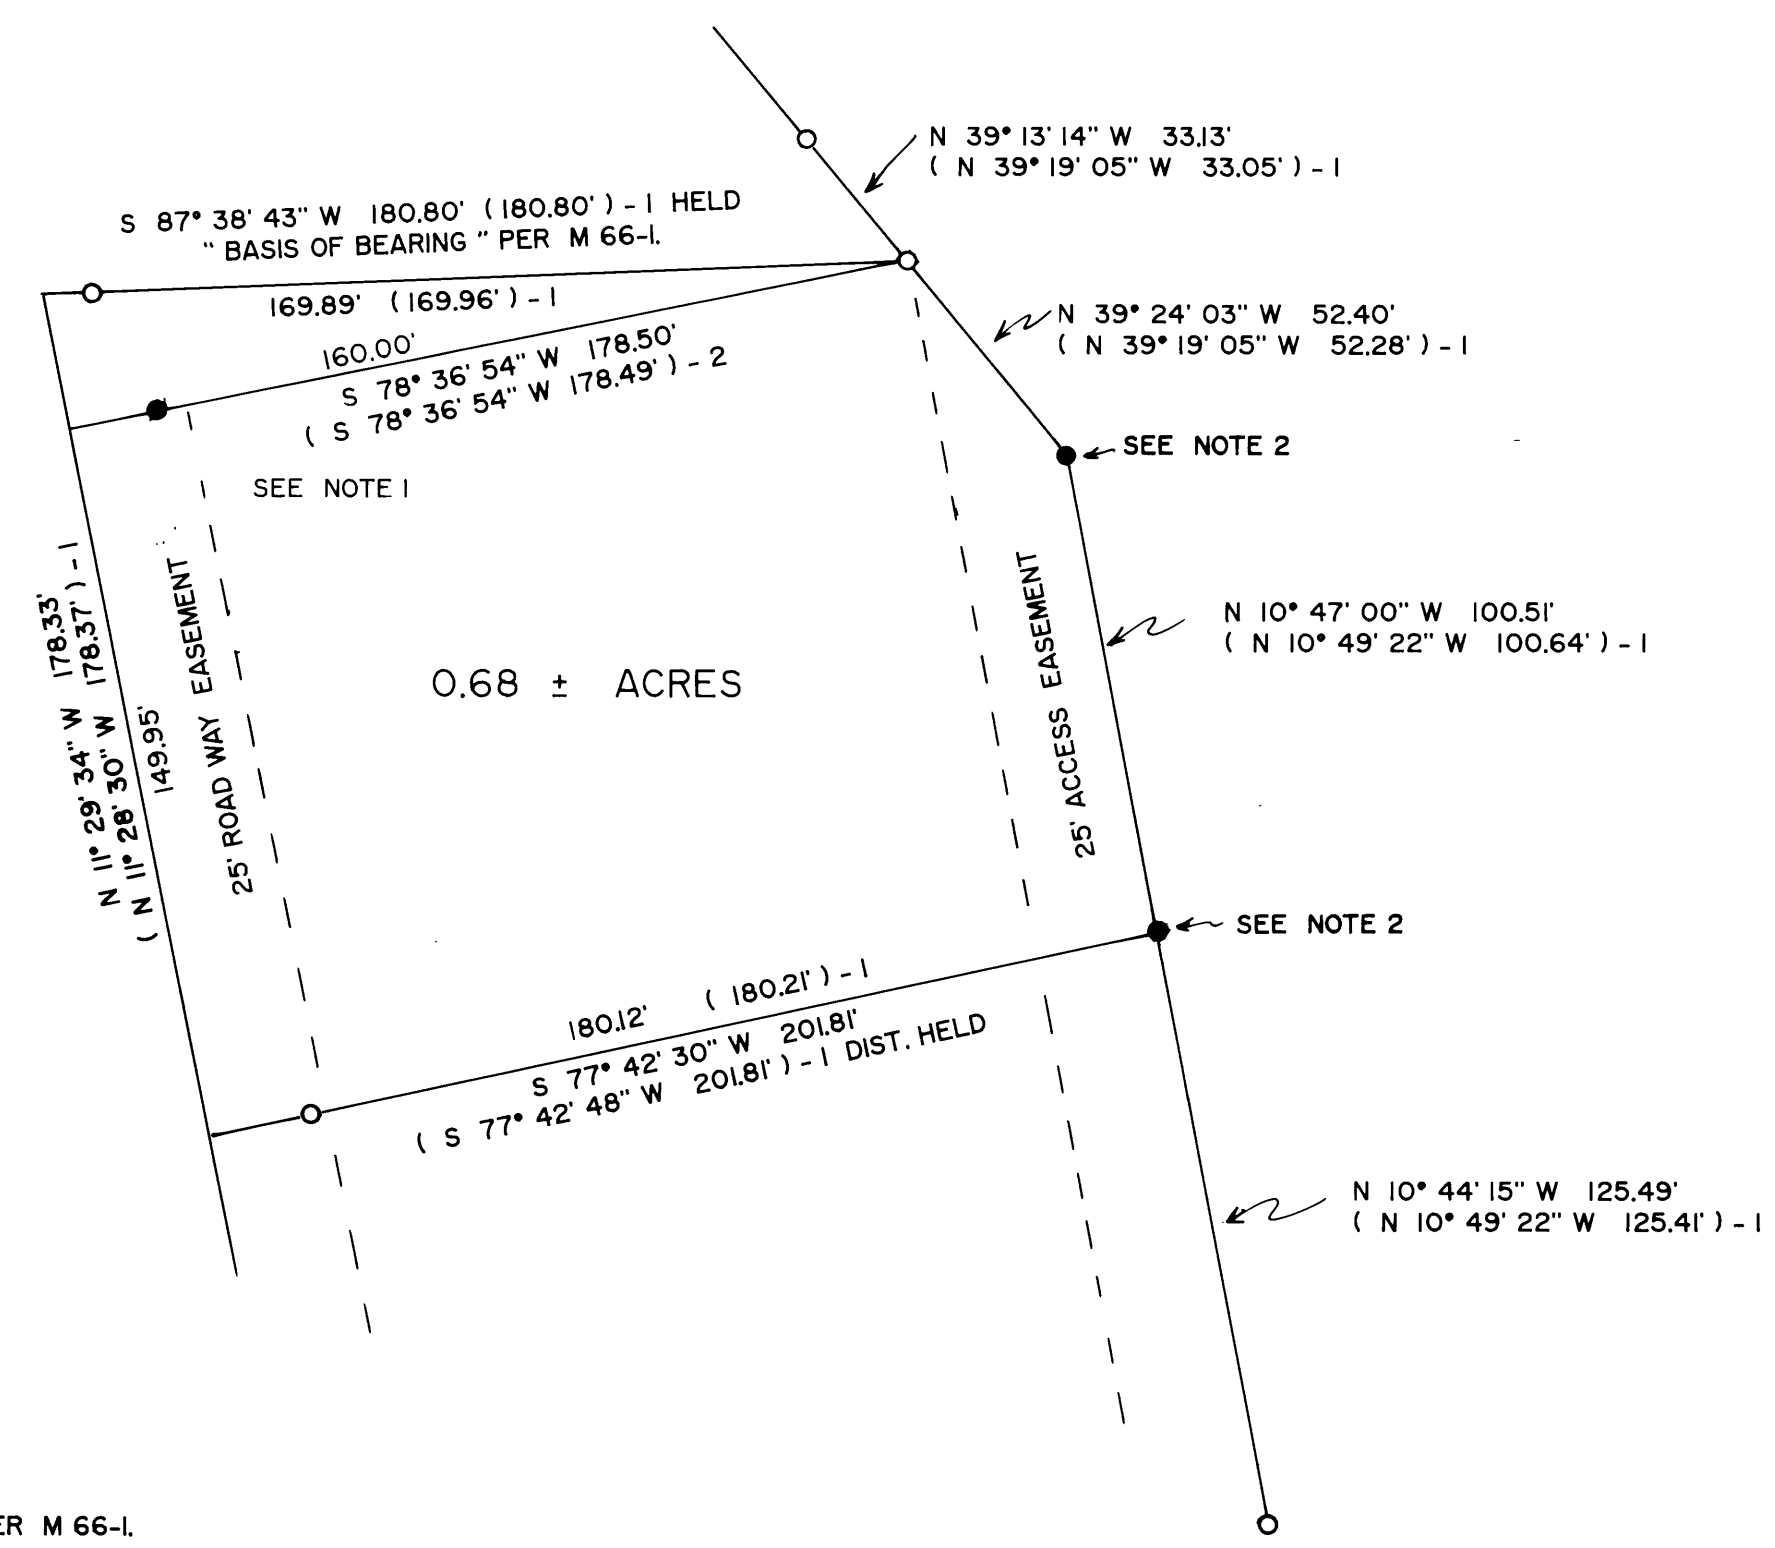 N 39° 13' 14" W 33.13'
( N 39° 19' 05" W 33.05' ) - 1
S 87° 38' 43" W 180.80' ( 180.80' ) - 1 HELD
" BASIS OF BEARING " PER M 66-1.
169.89' ( 169.96' ) - 1
160.00'
S 78° 36' 54" W 178.50'
( S 78° 36' 54" W 178.49' ) - 2
N 39° 24' 03" W 52.40'
( N 39° 19' 05" W 52.28' ) - 1
SEE NOTE 2
SEE NOTE 1
N 11° 29' 34" W 178.33'
( N 11° 28' 30" W 178.37' ) - 1
149.95'
25' ROAD WAY EASEMENT
0.68 ± ACRES
25' ACCESS EASEMENT
N 10° 47' 00" W 100.51'
( N 10° 49' 22" W 100.64' ) - 1
SEE NOTE 2
180.12' ( 180.21' ) - 1
S 77° 42' 30" W 201.81'
( S 77° 42' 48" W 201.81' ) - 1 DIST. HELD
N 10° 44' 15" W 125.49'
( N 10° 49' 22" W 125.41' ) - 1
ER M 66-1.